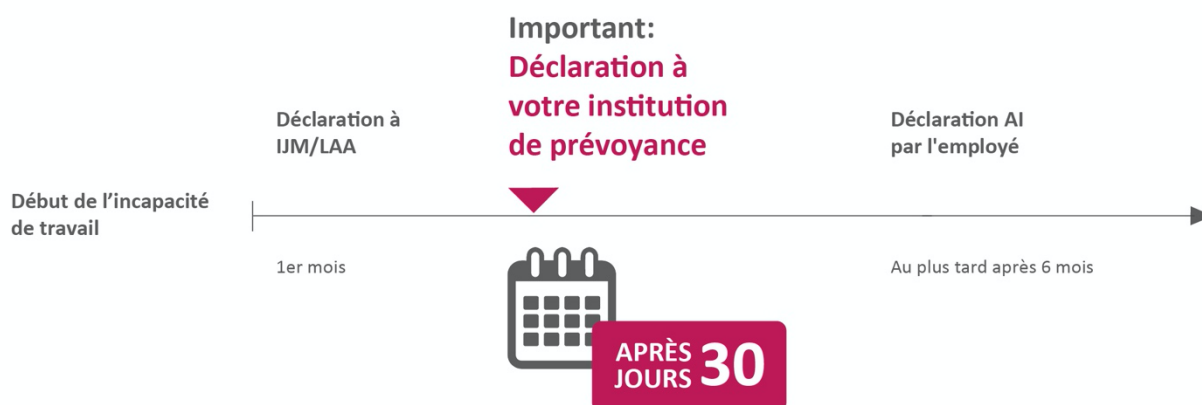 Important:
Déclaration à
votre institution
de prévoyance
Déclaration à
IJM/LAA
Déclaration AI
par l'employé
Début de l’incapacité
de travail
1er mois
Au plus tard après 6 mois
APRÈS
JOURS
30